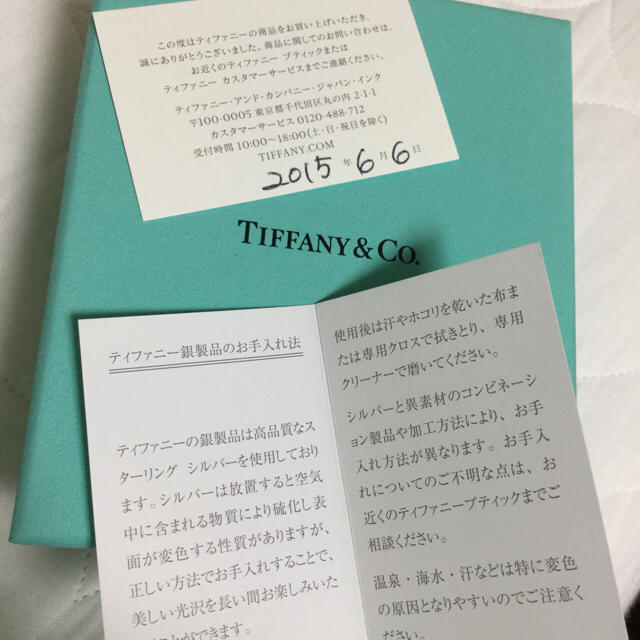 この度はティファニーの商品をお買い上げいただき、
誠にありがとうございました。商品に関してのお問い合わせは、
お近くのティファニー ブティックまたは
ティファニー カスタマーサービスまでご連絡ください。
ティファニー・アンド・カンパニー・ジャパン・インク
〒100-0005 東京都千代田区丸の内 2-1-1
カスタマーサービス 0120-488-712
受付時間 10:00~18:00(土・日・祝日を除く)
TIFFANY.COM
2015年6月6日
TIFFANY & CO.
ティファニー銀製品のお手入れ法
ティファニーの銀製品は高品質なス
ターリング シルバーを使用しており
ます。シルバーは放置すると空気
中に含まれる物質により硫化し表
面が変色する性質がありますが、
正しい方法でお手入れすることで、
美しい光沢を長い間お楽しみいた
ができます。
使用後は汗やホコリを乾いた布ま
たは専用クロスで拭きとり、専用
クリーナーで磨いてください。
シルバーと異素材のコンビネーシ
ョン製品や加工方法により、お手
入れ方法が異なります。お手入
れについてのご不明な点は、お
近くのティファニーブティックまでご
相談ください。
温泉・海水・汗などは特に変色
の原因となりやすいのでご注意く
ださい。